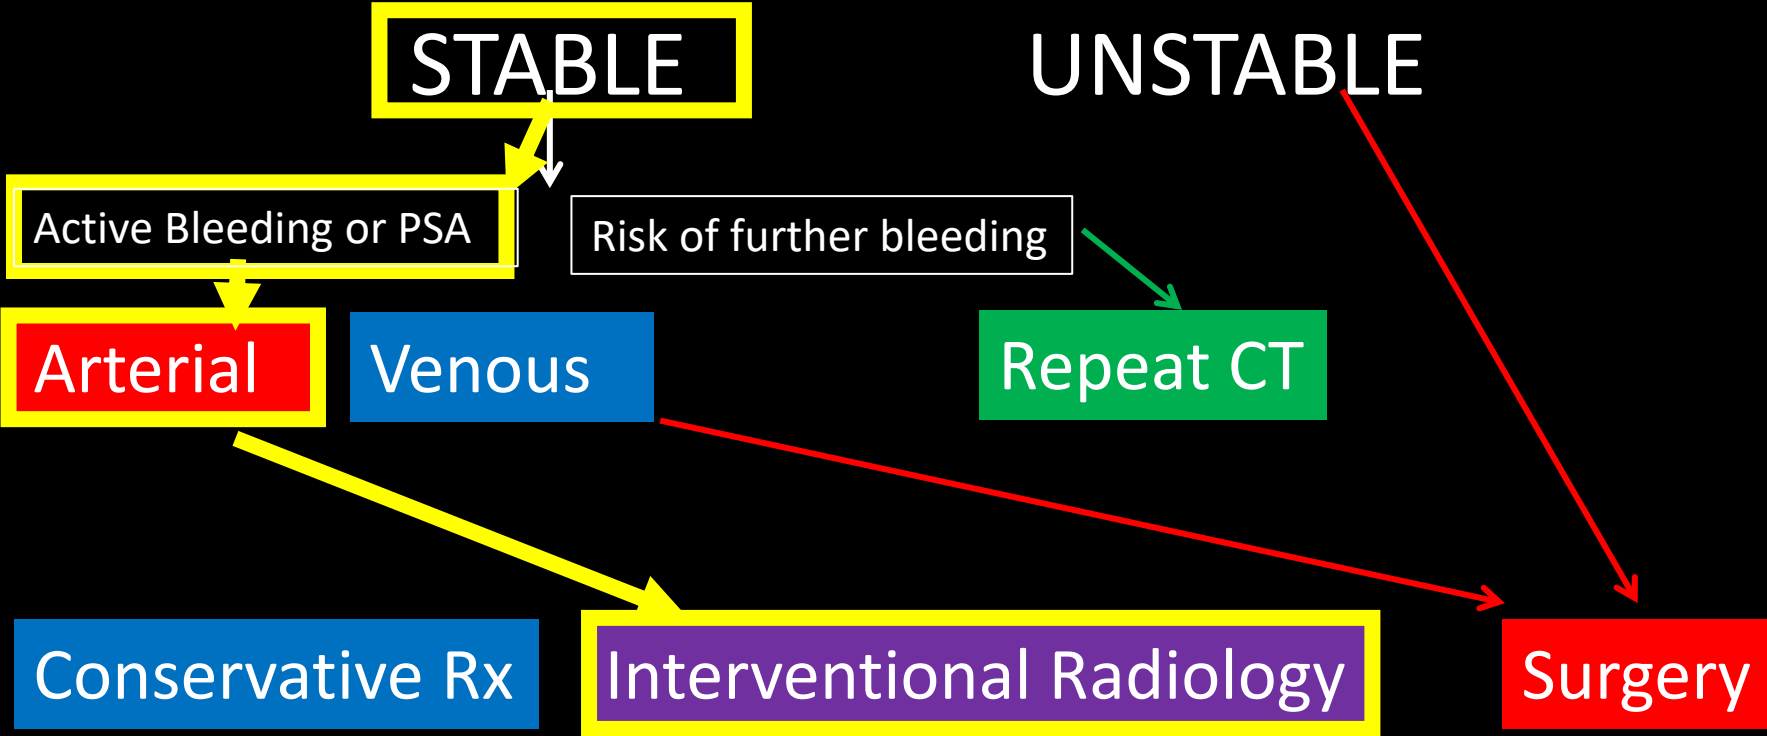 STABLE
UNSTABLE
Active Bleeding or PSA
Risk of further bleeding
Arterial
Venous
Repeat CT
Conservative Rx
Interventional Radiology
Surgery